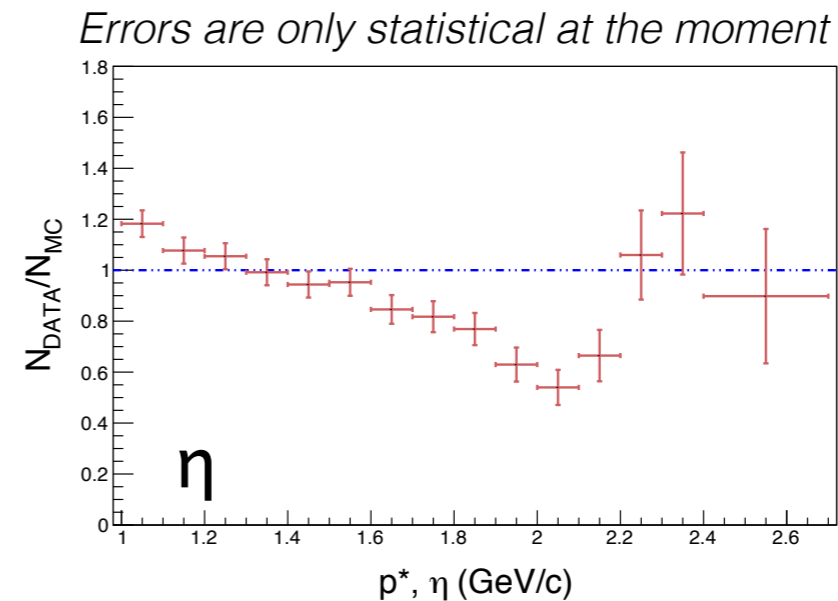 Errors are only statistical at the moment
1.8
1.6
1.4
1.2
1
0.8
0.6
0.4
0.2
0
N_DATA/N_MC
η
1 1.2 1.4 1.6 1.8 2 2.2 2.4 2.6
p*, η (GeV/c)